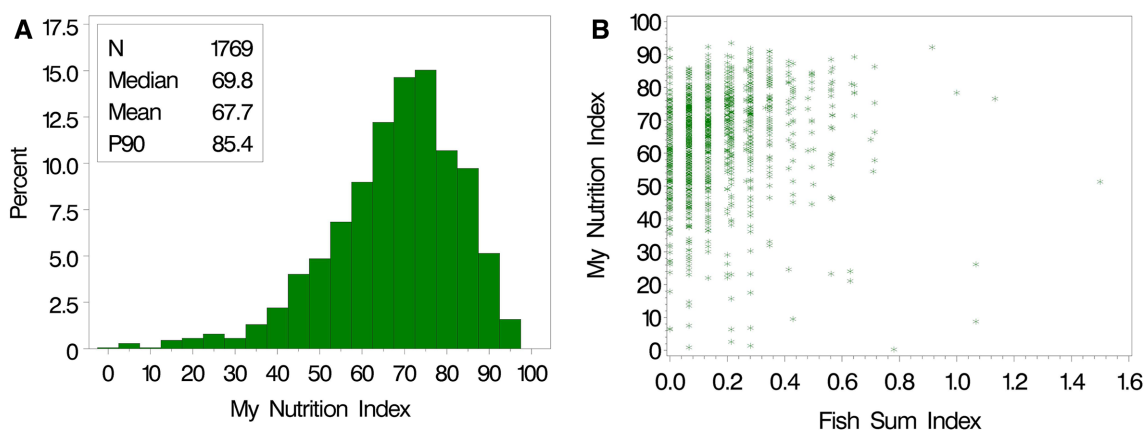 A
17.5
15.0
12.5
10.0
7.5
5.0
2.5
0
Percent
N 1769
Median 69.8
Mean 67.7
P90 85.4
0 10 20 30 40 50 60 70 80 90 100
My Nutrition Index
B
100
90
80
70
60
50
40
30
20
10
0
My Nutrition Index
0.0 0.2 0.4 0.6 0.8 1.0 1.2 1.4 1.6
Fish Sum Index